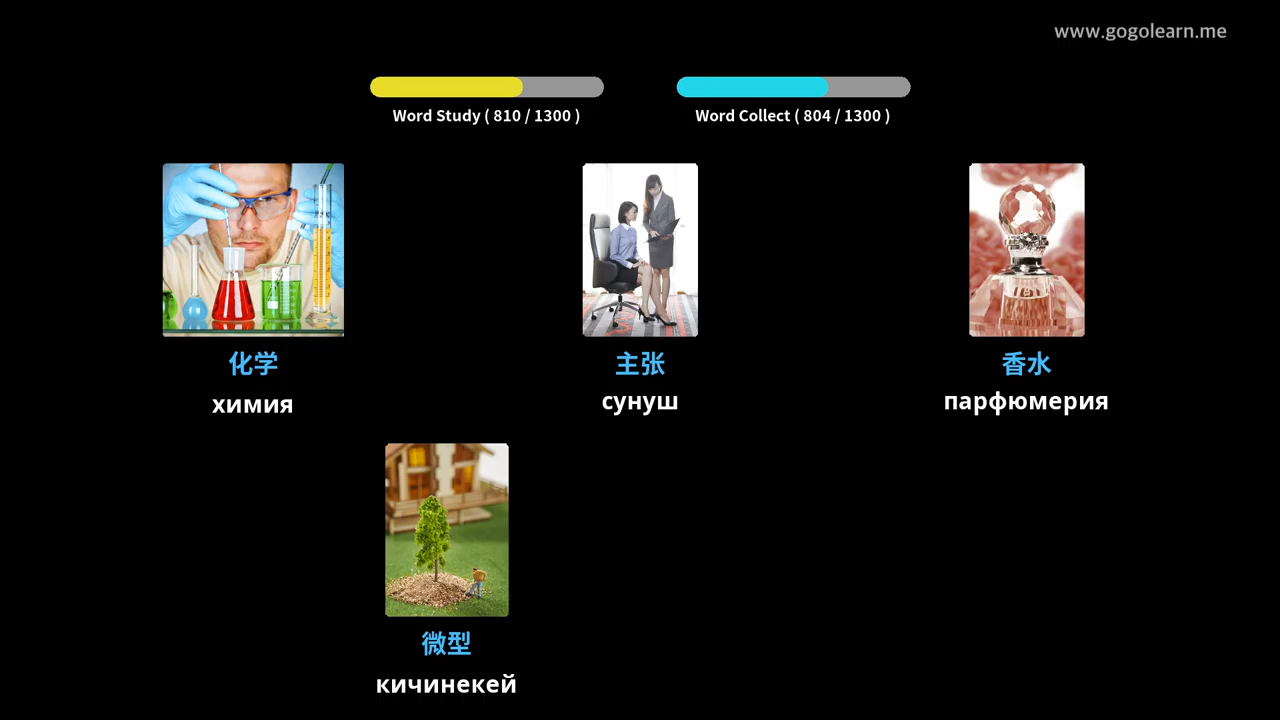 www.gogolearn.me
Word Study ( 810 / 1300 )
Word Collect ( 804 / 1300 )
化学
химия
主张
сунуш
香水
парфюмерия
微型
кичинекей